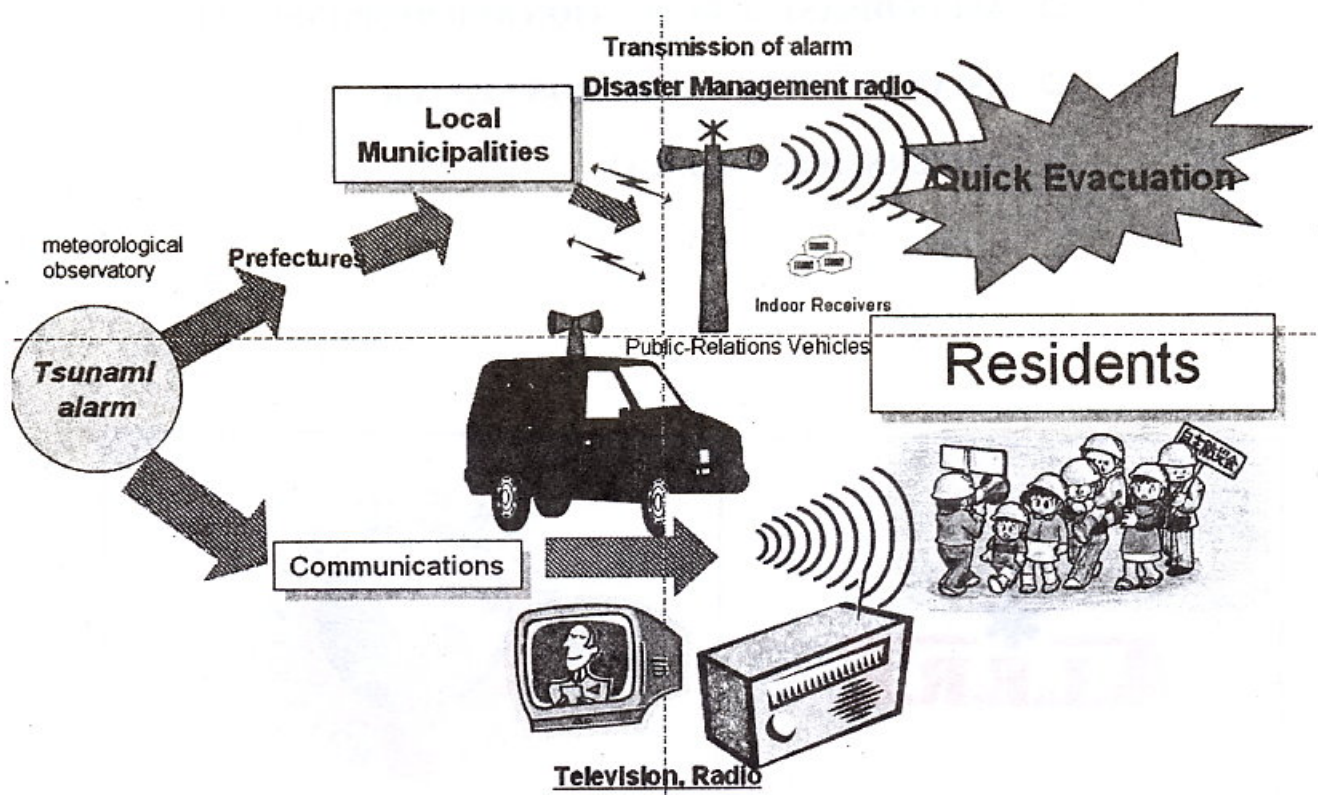 Transmission of alarm
Disaster Management radio
Local
Municipalities
Quick Evacuation
meteorological
observatory
Prefectures
Indoor Receivers
Public-Relations Vehicles
Residents
Tsunami
alarm
Communications
Television, Radio